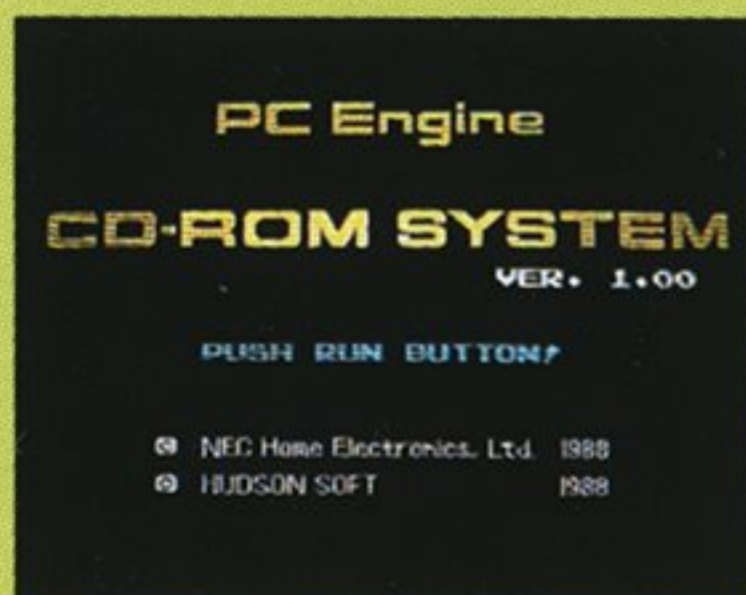 PC Engine
CD-ROM SYSTEM
VER. 1.00
PUSH RUN BUTTON!
© NEC Home Electronics, Ltd. 1988
© HUDSON SOFT 1988